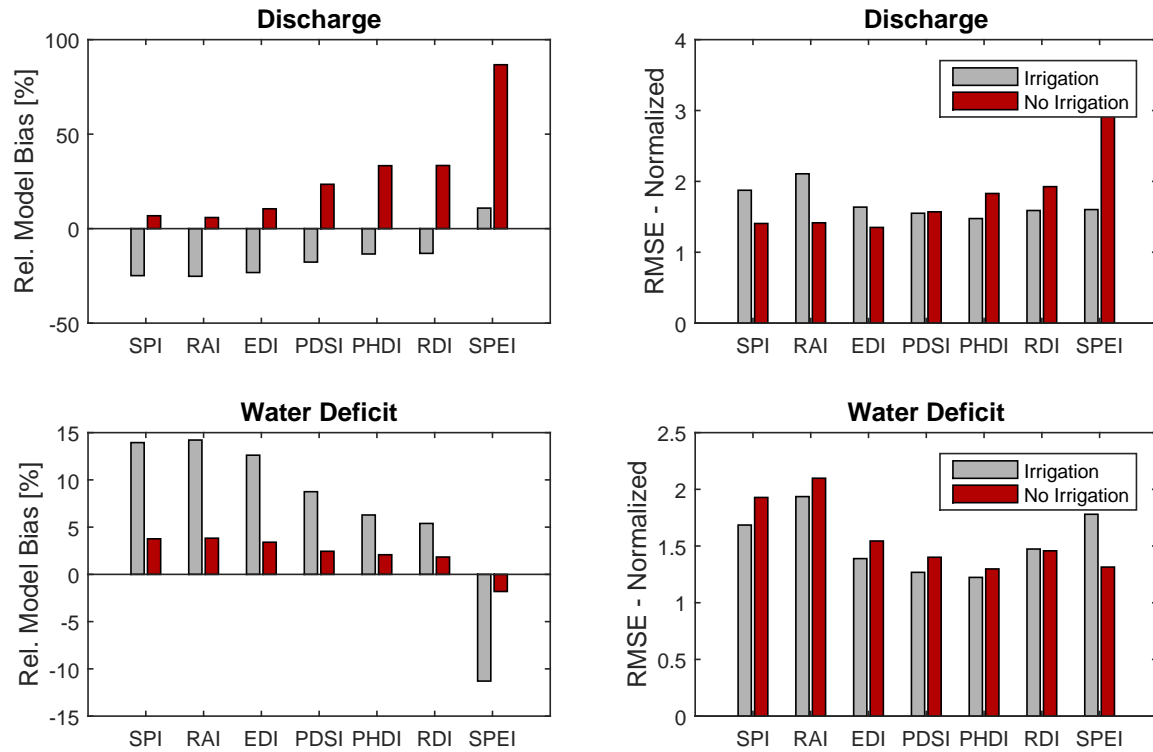 Discharge
Rel. Model Bias [%]
100
50
0
-50
SPI RAI EDI PDSI PHDI RDI SPEI
Discharge
RMSE - Normalized
4
3
2
1
0
Irrigation
No Irrigation
SPI RAI EDI PDSI PHDI RDI SPEI
Water Deficit
Rel. Model Bias [%]
15
10
5
0
-5
-10
-15
SPI RAI EDI PDSI PHDI RDI SPEI
Water Deficit
RMSE - Normalized
2.5
2
1.5
1
0.5
0
Irrigation
No Irrigation
SPI RAI EDI PDSI PHDI RDI SPEI